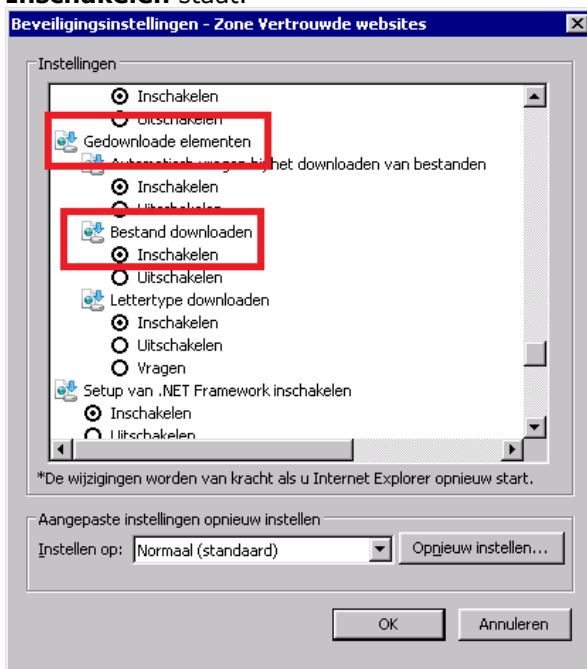 Inschakelen staat.
Beveiligingsinstellingen - Zone Vertrouwde websites
Instellingen
Inschakelen
Uitschakelen
Gedownloade elementen
Automatisch vragen bij het downloaden van bestanden
Inschakelen
Uitschakelen
Bestand downloaden
Inschakelen
Uitschakelen
Lettertype downloaden
Inschakelen
Uitschakelen
Vragen
Setup van .NET Framework inschakelen
Inschakelen
Uitschakelen
*De wijzigingen worden van kracht als u Internet Explorer opnieuw start.
Aangepaste instellingen opnieuw instellen
Instellen op: Normaal (standaard) Opnieuw instellen...
OK Annuleren